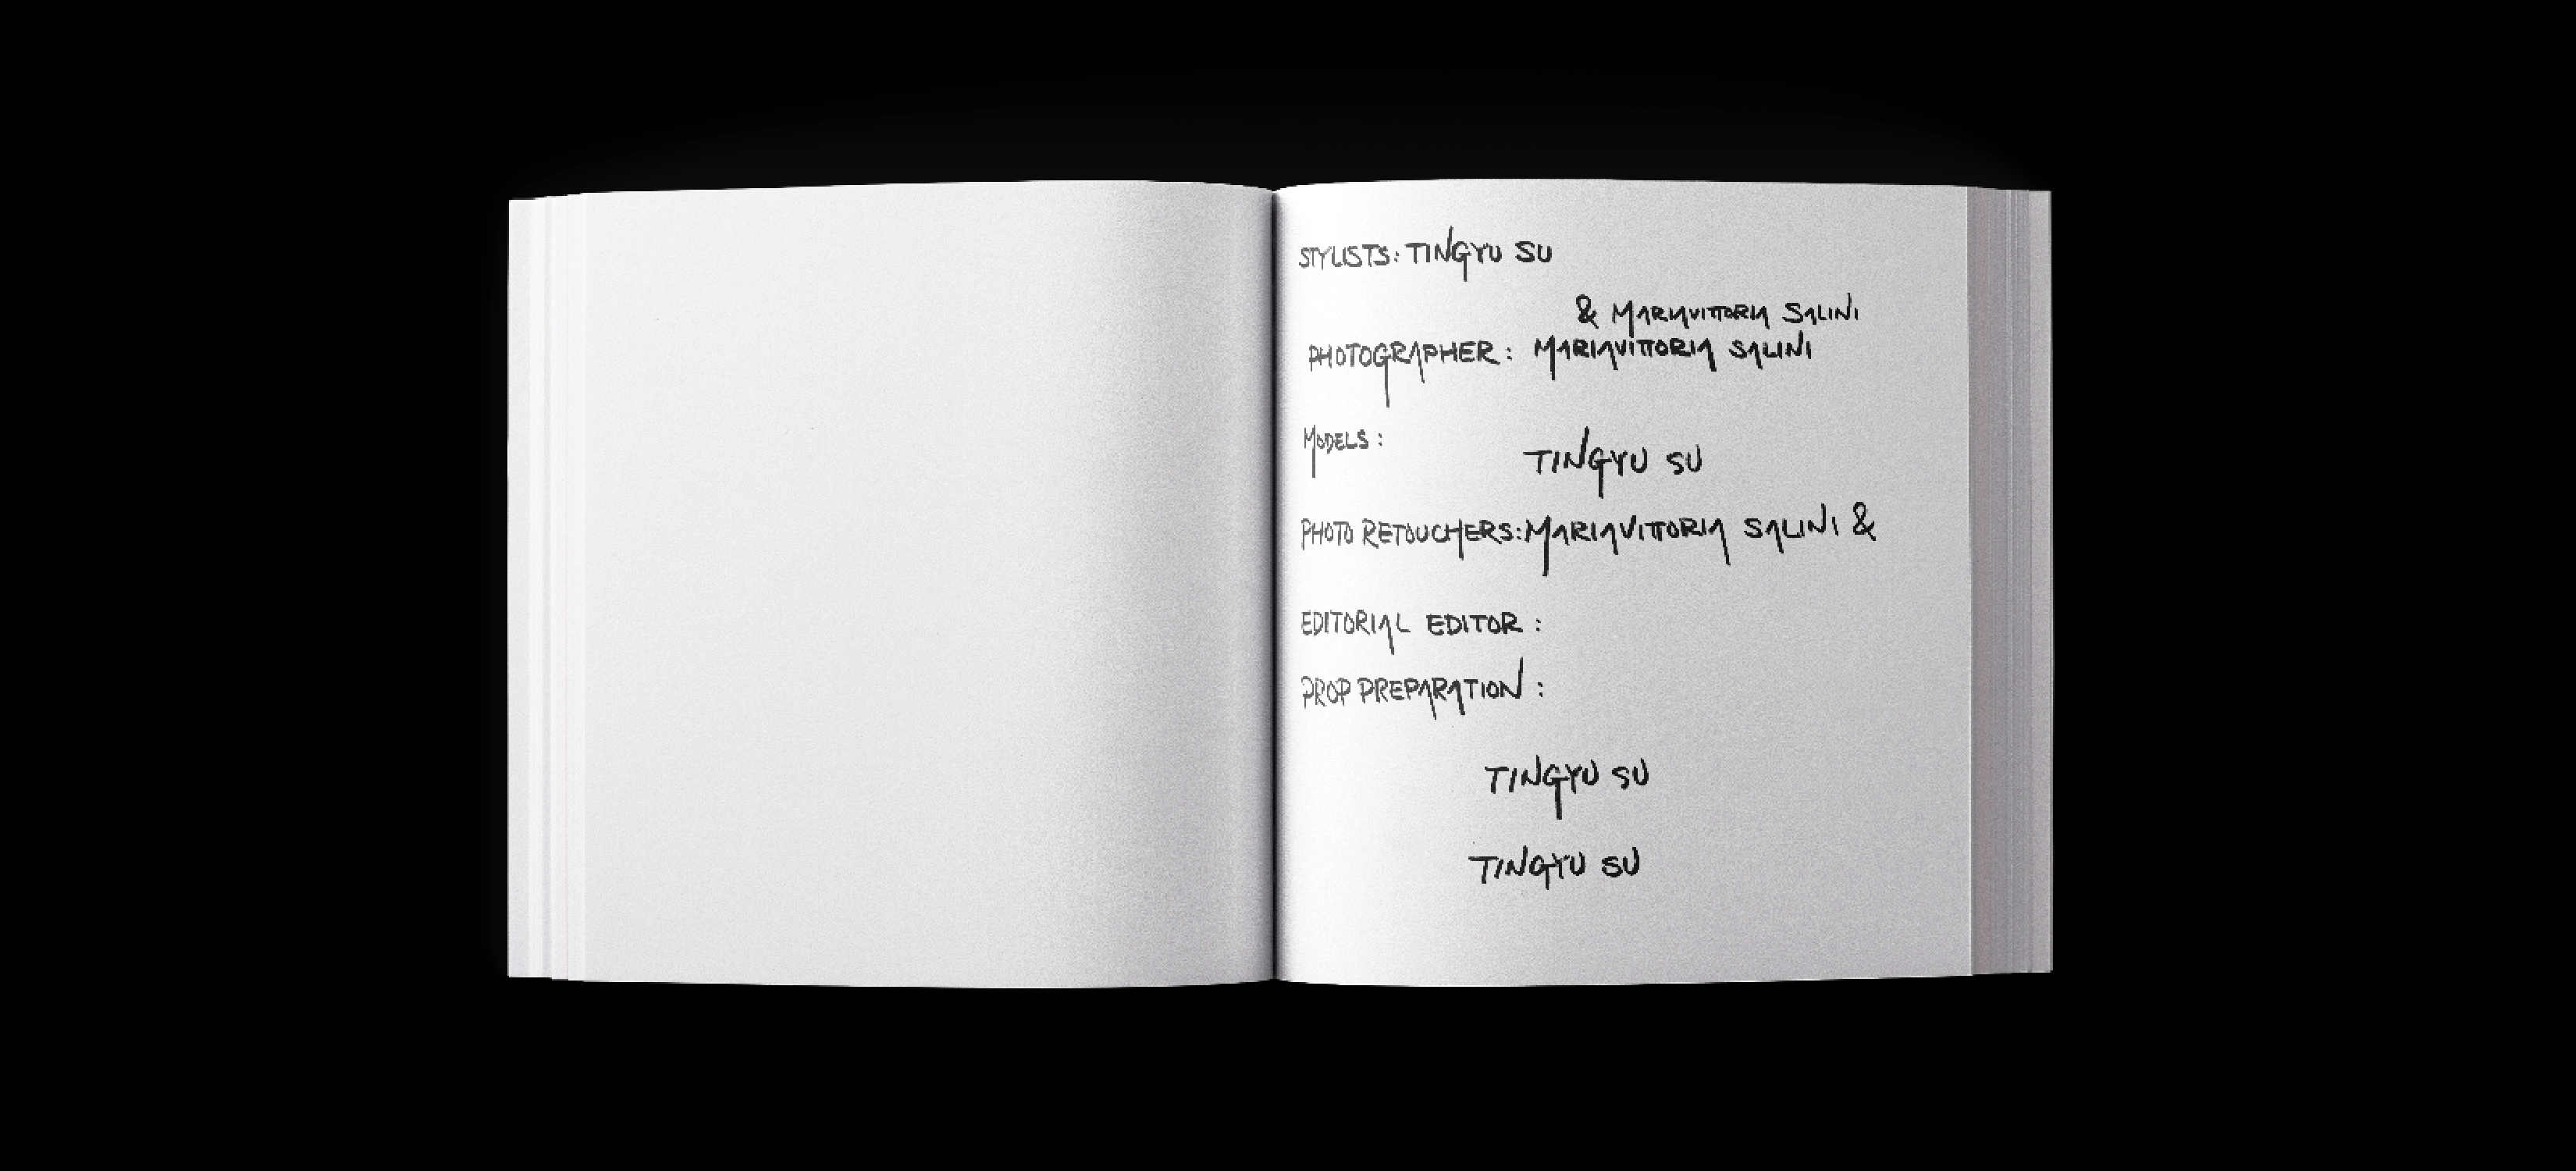 STYLISTS: TINGYU SU
& MARIAVITTORIA SALINI
PHOTOGRAPHER: MARIAVITTORIA SALINI
MODELS:
TINGYU SU
PHOTO RETOUCHERS: MARIAVITTORIA SALINI &
EDITORIAL EDITOR:
PROP PREPARATION:
TINGYU SU
TINGYU SU